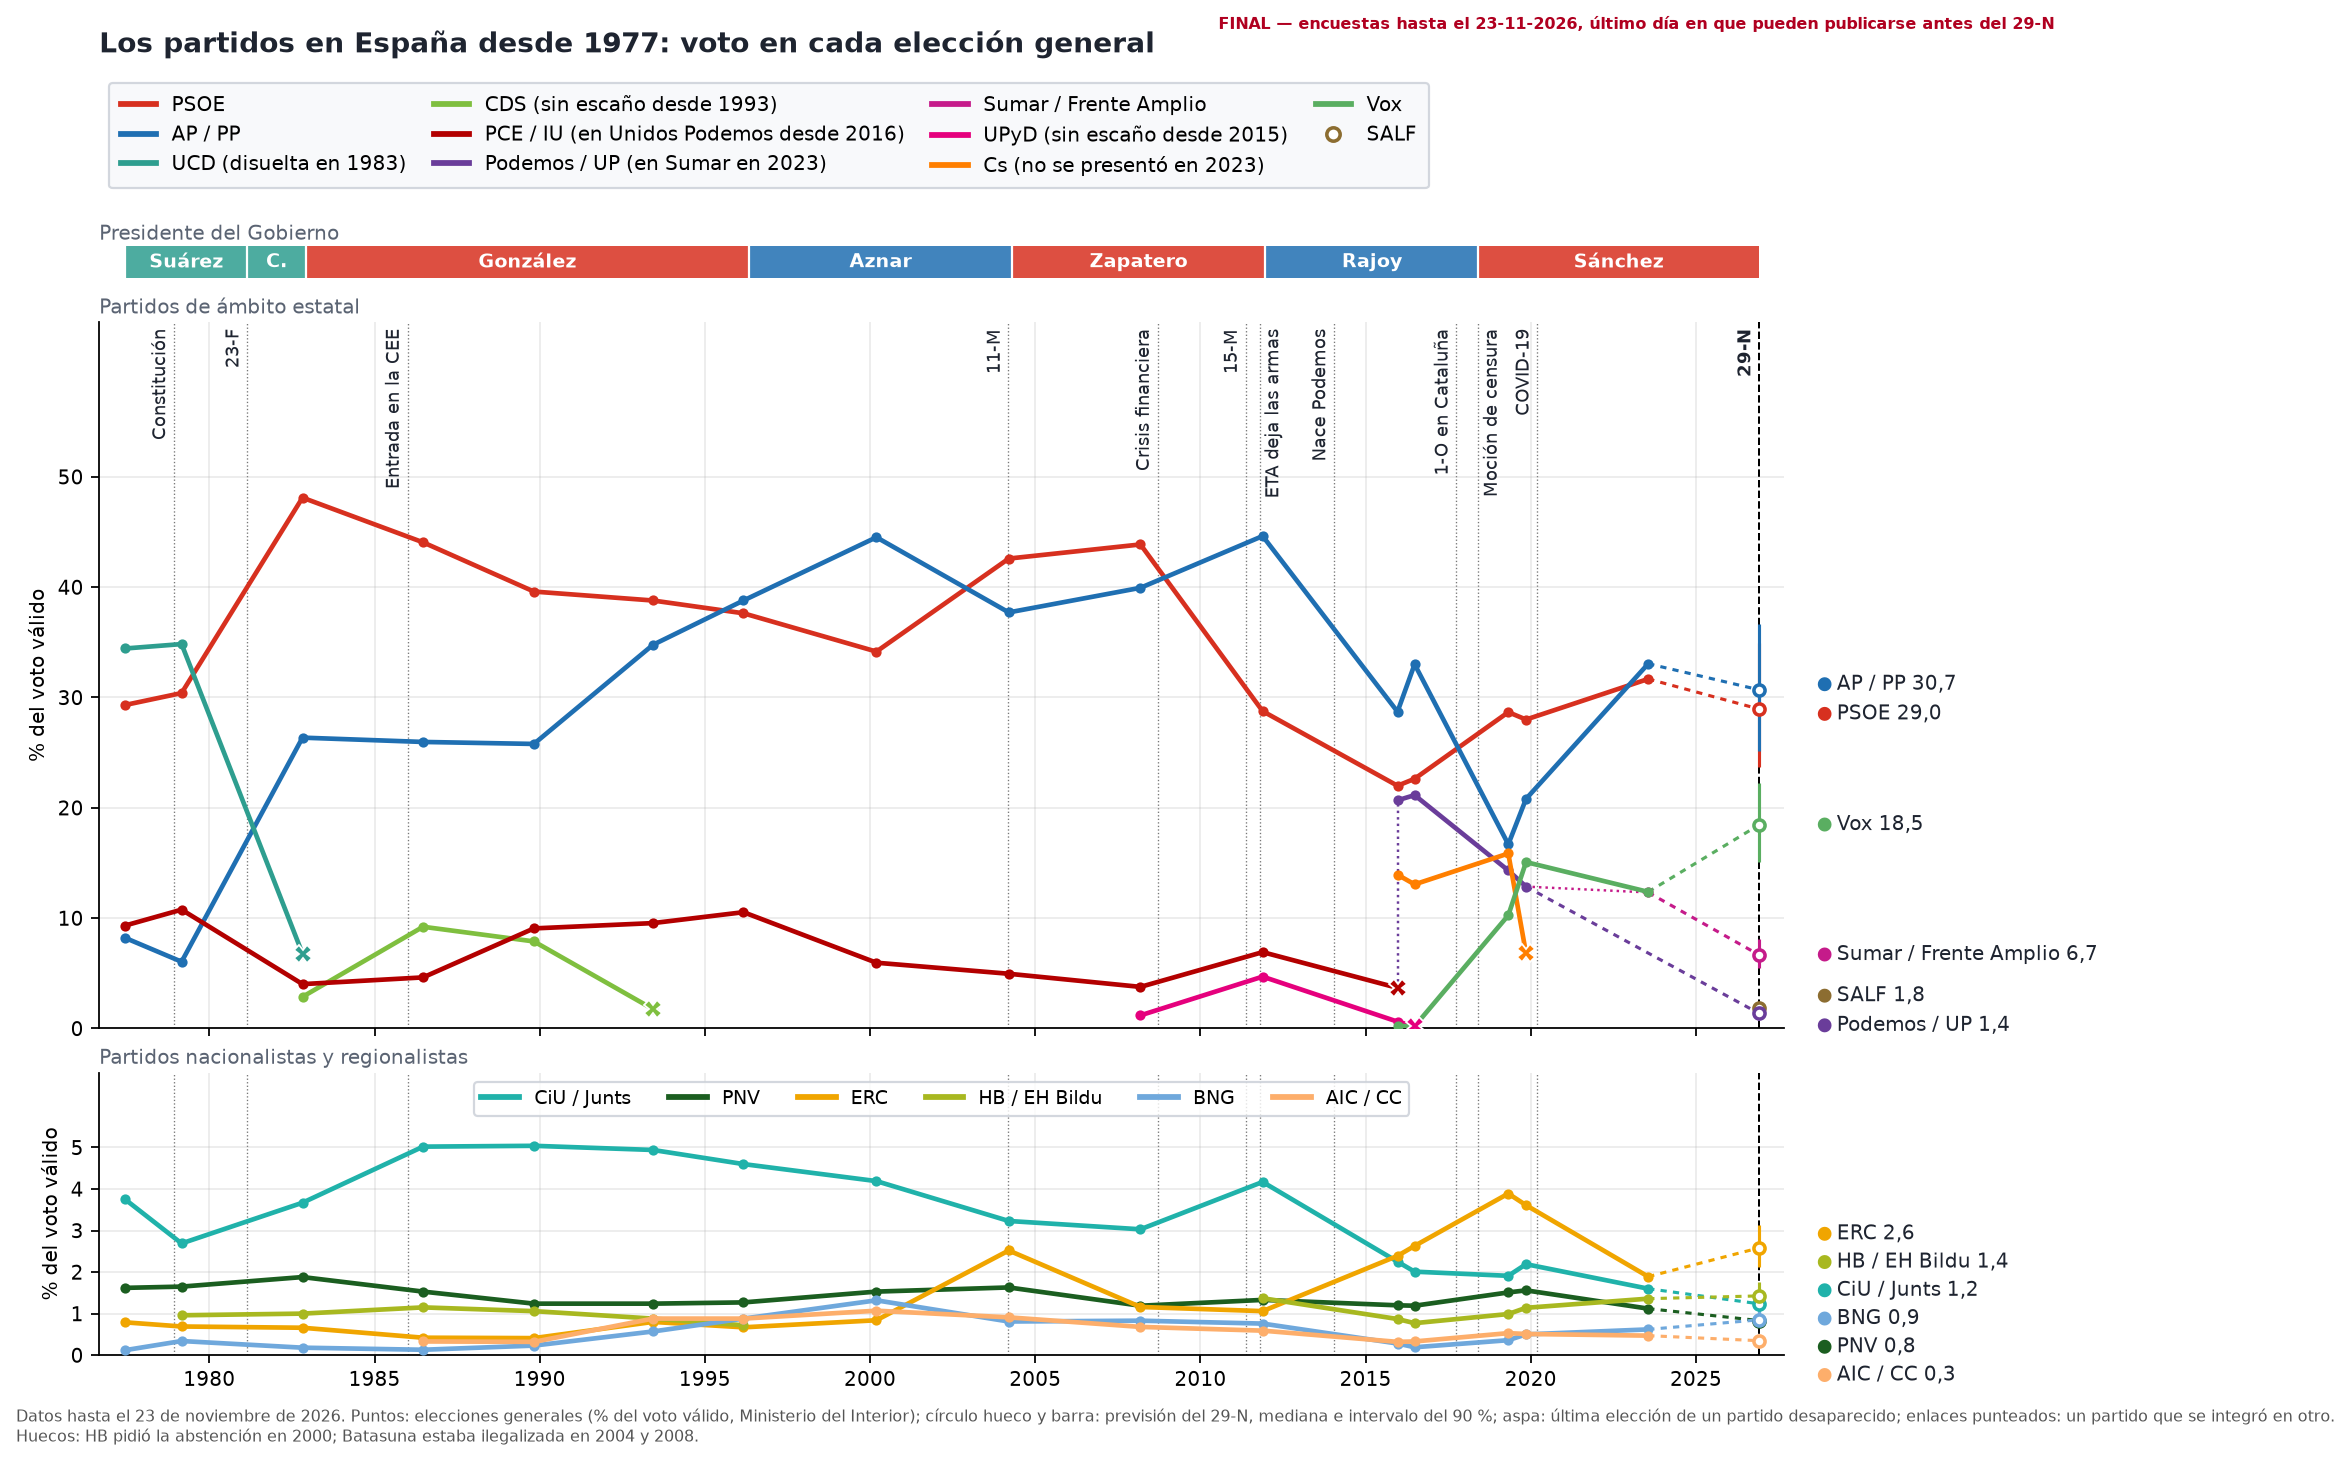 FINAL — encuestas hasta el 23-11-2026, último día en que pueden publicarse antes del 29-N
Los partidos en España desde 1977: voto en cada elección general
PSOE
AP / PP
UCD (disuelta en 1983)
CDS (sin escaño desde 1993)
PCE / IU (en Unidos Podemos desde 2016)
Podemos / UP (en Sumar en 2023)
Sumar / Frente Amplio
UPyD (sin escaño desde 2015)
Cs (no se presentó en 2023)
Vox
SALF
Presidente del Gobierno
Suárez
C.
González
Aznar
Zapatero
Rajoy
Sánchez
Partidos de ámbito estatal
Constitución
23-F
Entrada en la CEE
11-M
Crisis financiera
15-M
ETA deja las armas
Nace Podemos
1-O en Cataluña
Moción de censura
COVID-19
29-N
% del voto válido
50
40
30
20
10
0
AP / PP 30,7
PSOE 29,0
Vox 18,5
Sumar / Frente Amplio 6,7
SALF 1,8
Podemos / UP 1,4
Partidos nacionalistas y regionalistas
CiU / Junts
PNV
ERC
HB / EH Bildu
BNG
AIC / CC
% del voto válido
5
4
3
2
1
0
ERC 2,6
HB / EH Bildu 1,4
CiU / Junts 1,2
BNG 0,9
PNV 0,8
AIC / CC 0,3
1980
1985
1990
1995
2000
2005
2010
2015
2020
2025
Datos hasta el 23 de noviembre de 2026. Puntos: elecciones generales (% del voto válido, Ministerio del Interior); círculo hueco y barra: previsión del 29-N, mediana e intervalo del 90 %; aspa: última elección de un partido desaparecido; enlaces punteados: un partido que se integró en otro.
Huecos: HB pidió la abstención en 2000; Batasuna estaba ilegalizada en 2004 y 2008.